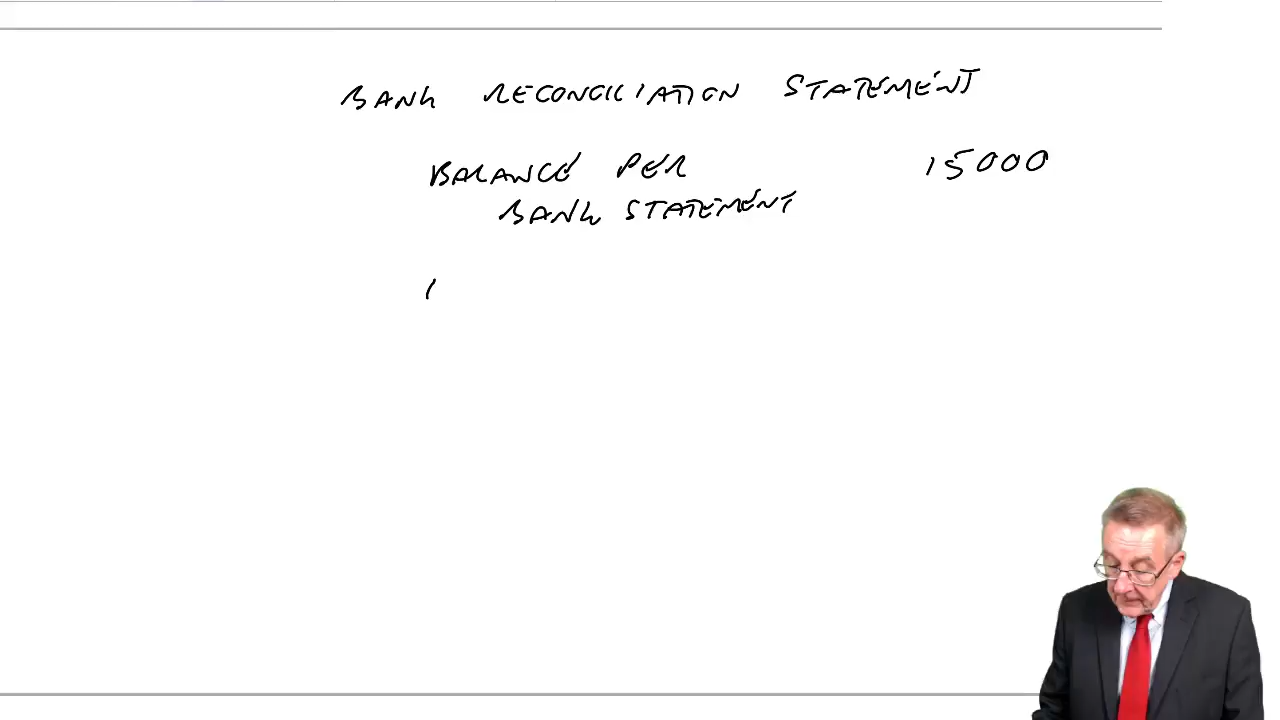 BANK RECONCILIATION STATEMENT
BALANCE PER 15000
BANK STATEMENT